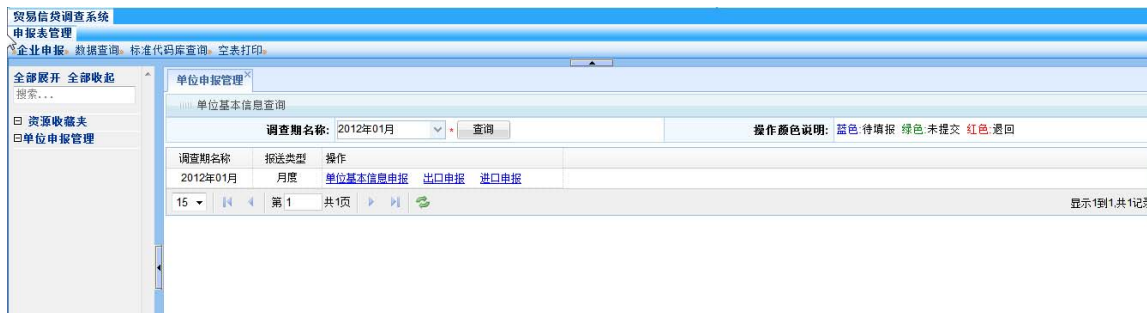 贸易信贷调查系统
申报表管理
企业申报 数据查询 标准代码库查询 空表打印
全部展开 全部收起
搜索...
资源收藏夹
单位申报管理
单位申报管理
单位基本信息查询
调查期名称: 2012年01月 * 查询 操作颜色说明: 蓝色:待填报 绿色:未提交 红色:退回
调查期名称 报送类型 操作
2012年01月 月度 单位基本信息申报 出口申报 进口申报
15 第 1 共1页 显示1到1,共1记录